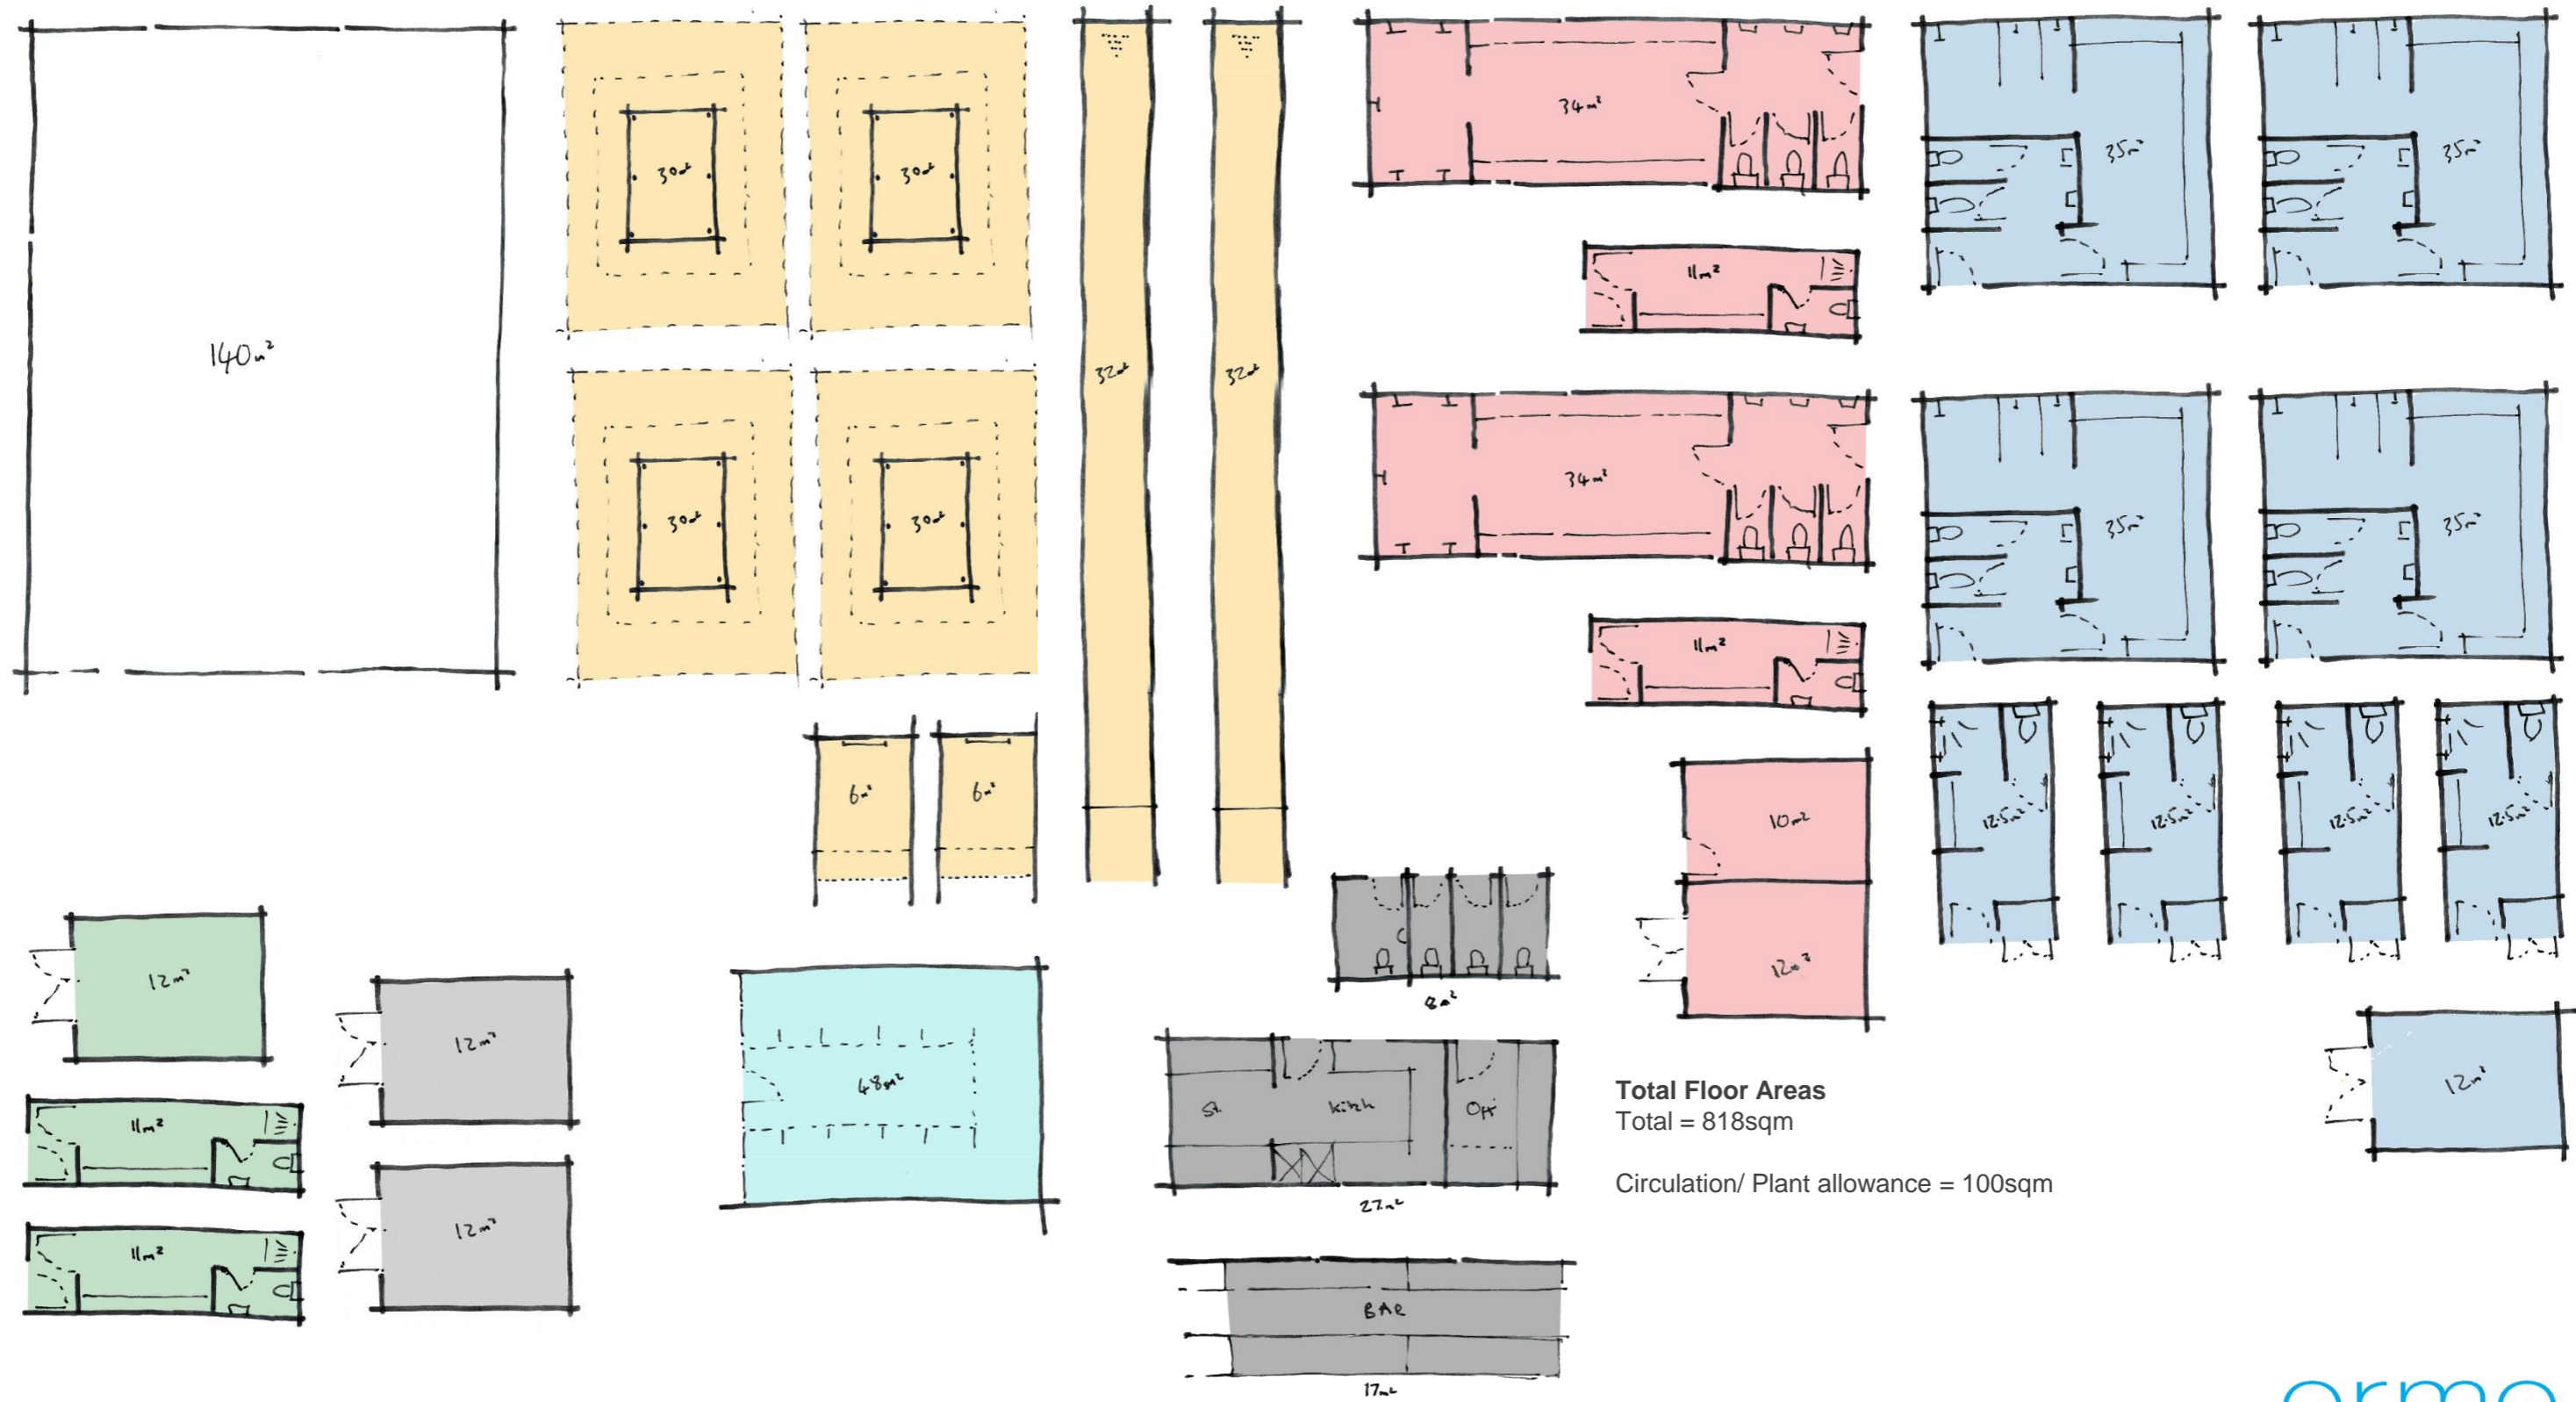 140m²
30m²
30m²
30m²
30m²
32m²
32m²
6m²
6m²
34m²
11m²
34m²
11m²
10m²
12m²
35m²
35m²
35m²
35m²
12.5m²
12.5m²
12.5m²
12.5m²
12m²
12m²
11m²
11m²
12m²
12m²
48m²
8m²
St.
Kitch
Off
27m²
BAR
17m²
Total Floor Areas
Total = 818sqm
Circulation/ Plant allowance = 100sqm